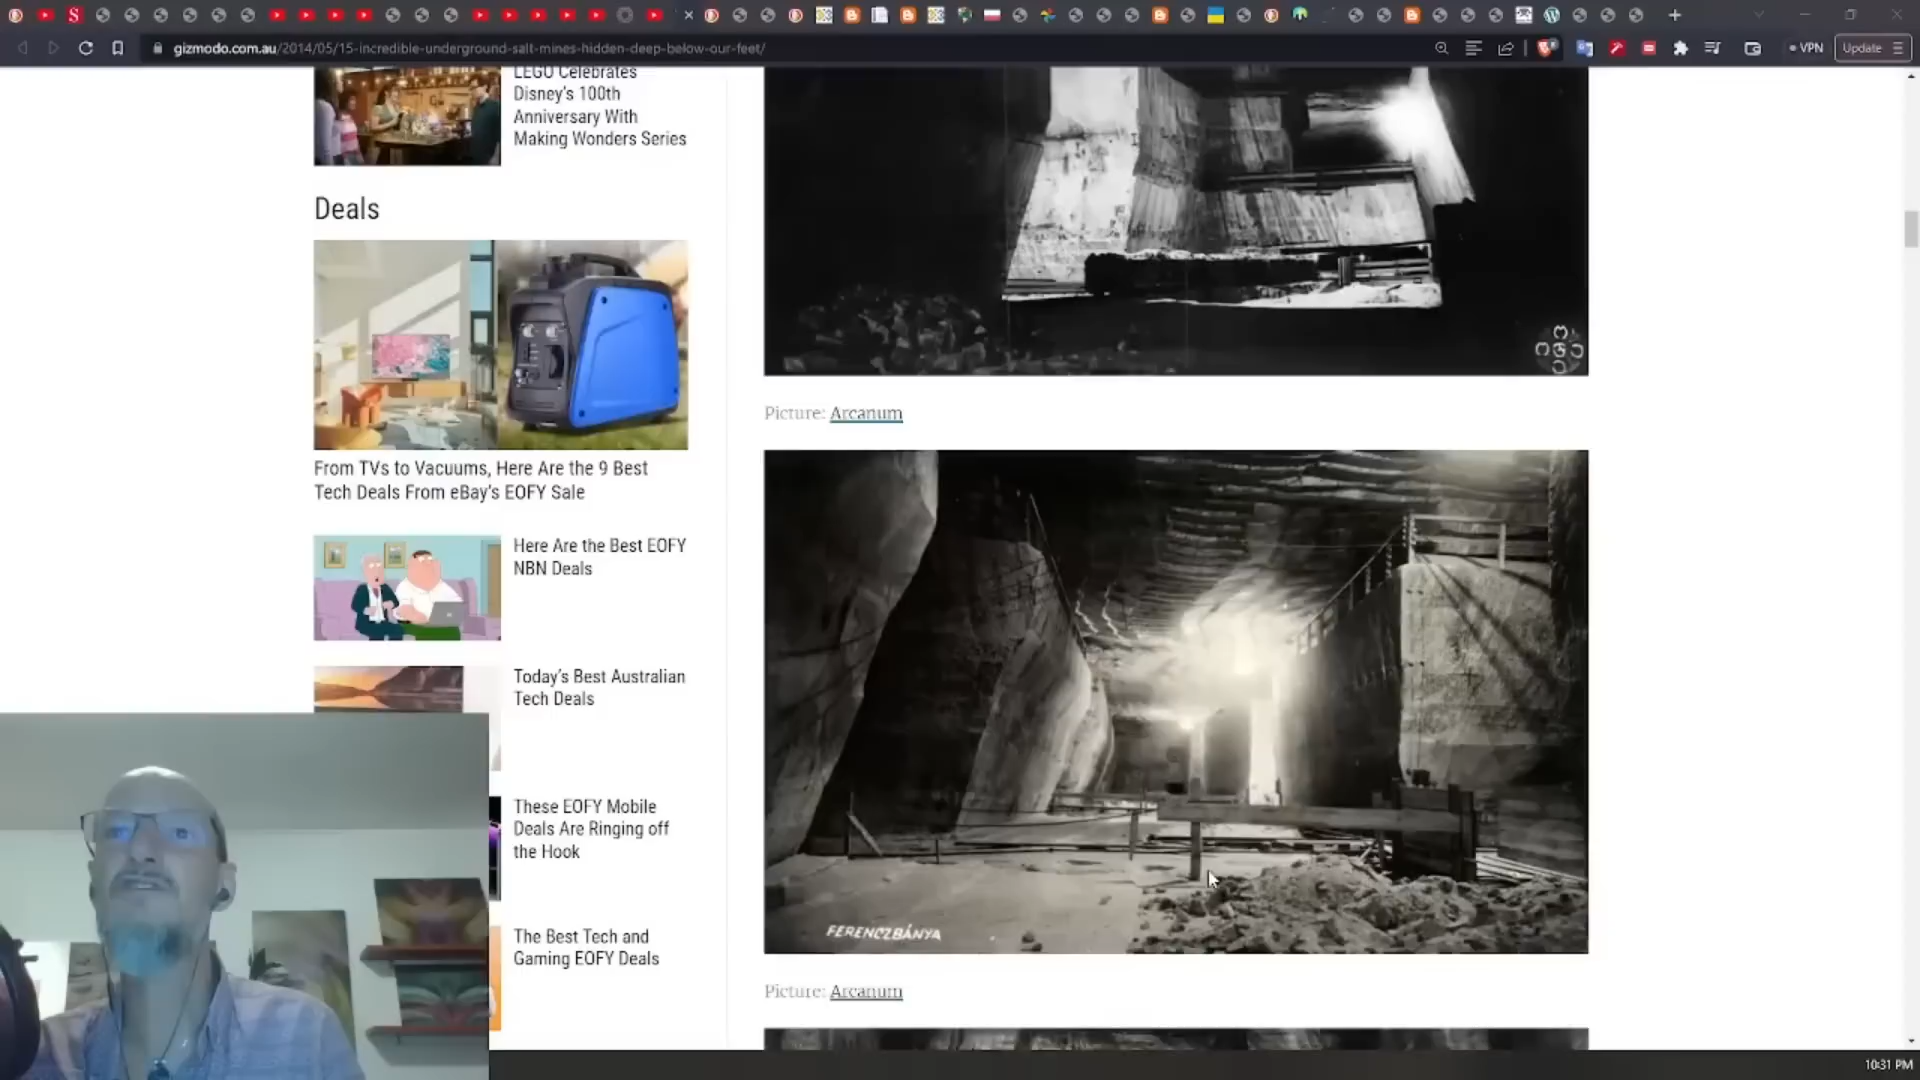 gizmodo.com.au/2014/05/15-incredible-underground-salt-mines-hidden-deep-below-our-feet/
VPN
Update
LEGO Celebrates
Disney's 100th
Anniversary With
Making Wonders Series
Deals
From TVs to Vacuums, Here Are the 9 Best
Tech Deals From eBay's EOFY Sale
Here Are the Best EOFY
NBN Deals
Today's Best Australian
Tech Deals
These EOFY Mobile
Deals Are Ringing off
the Hook
The Best Tech and
Gaming EOFY Deals
Picture: Arcanum
FERENCZBÁNYA
Picture: Arcanum
10:31 PM